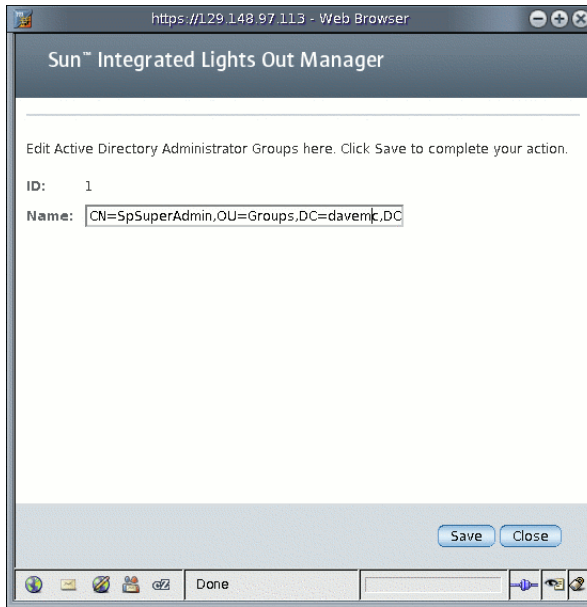 https://129.148.97.113 - Web Browser
Sun™ Integrated Lights Out Manager
Edit Active Directory Administrator Groups here. Click Save to complete your action.
ID: 1
Name: CN=SpSuperAdmin,OU=Groups,DC=davemc,DC
Save Close
Done